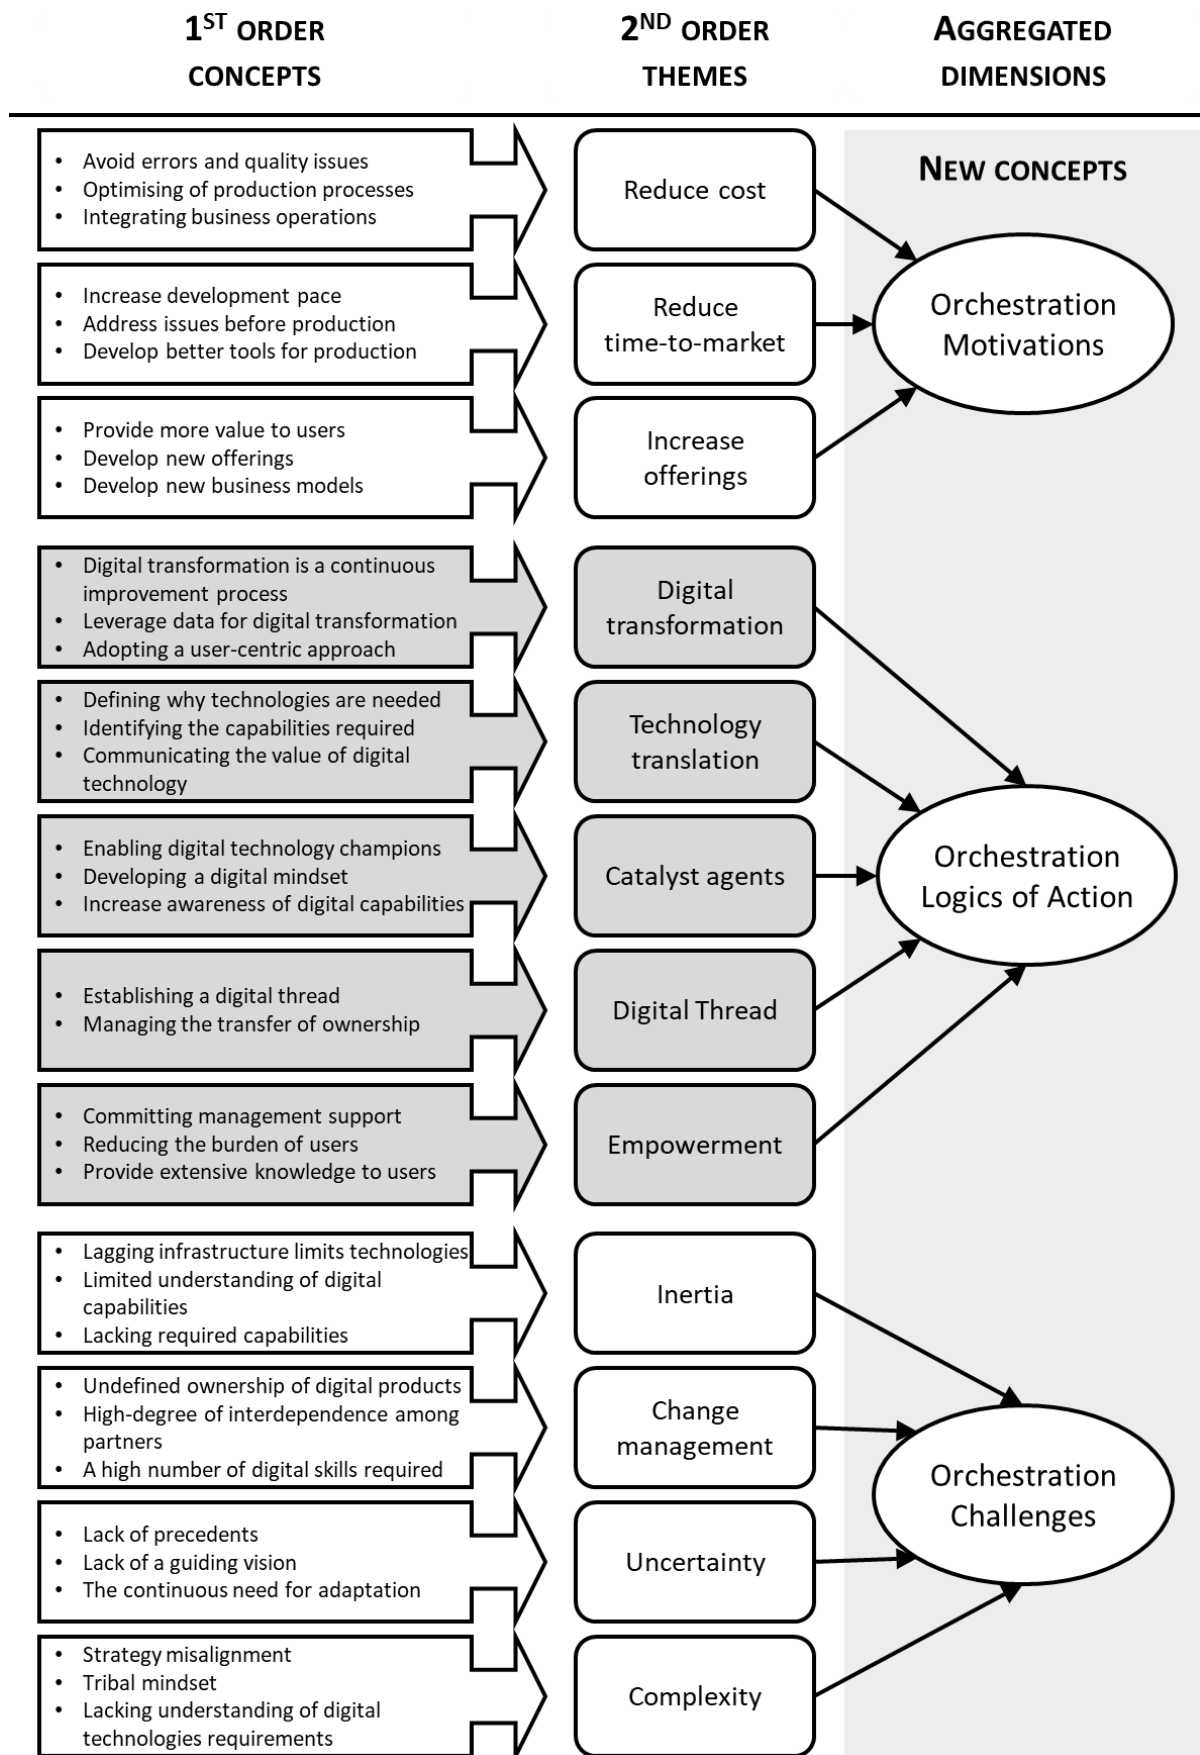 1ST ORDER
CONCEPTS
2ND ORDER
THEMES
AGGREGATED
DIMENSIONS
NEW CONCEPTS
• Avoid errors and quality issues
• Optimising of production processes
• Integrating business operations
Reduce cost
• Increase development pace
• Address issues before production
• Develop better tools for production
Reduce
time-to-market
Orchestration
Motivations
• Provide more value to users
• Develop new offerings
• Develop new business models
Increase
offerings
• Digital transformation is a continuous
improvement process
• Leverage data for digital transformation
• Adopting a user-centric approach
Digital
transformation
• Defining why technologies are needed
• Identifying the capabilities required
• Communicating the value of digital
technology
Technology
translation
• Enabling digital technology champions
• Developing a digital mindset
• Increase awareness of digital capabilities
Catalyst agents
Orchestration
Logics of Action
• Establishing a digital thread
• Managing the transfer of ownership
Digital Thread
• Committing management support
• Reducing the burden of users
• Provide extensive knowledge to users
Empowerment
• Lagging infrastructure limits technologies
• Limited understanding of digital
capabilities
• Lacking required capabilities
Inertia
• Undefined ownership of digital products
• High-degree of interdependence among
partners
• A high number of digital skills required
Change
management
Orchestration
Challenges
• Lack of precedents
• Lack of a guiding vision
• The continuous need for adaptation
Uncertainty
• Strategy misalignment
• Tribal mindset
• Lacking understanding of digital
technologies requirements
Complexity